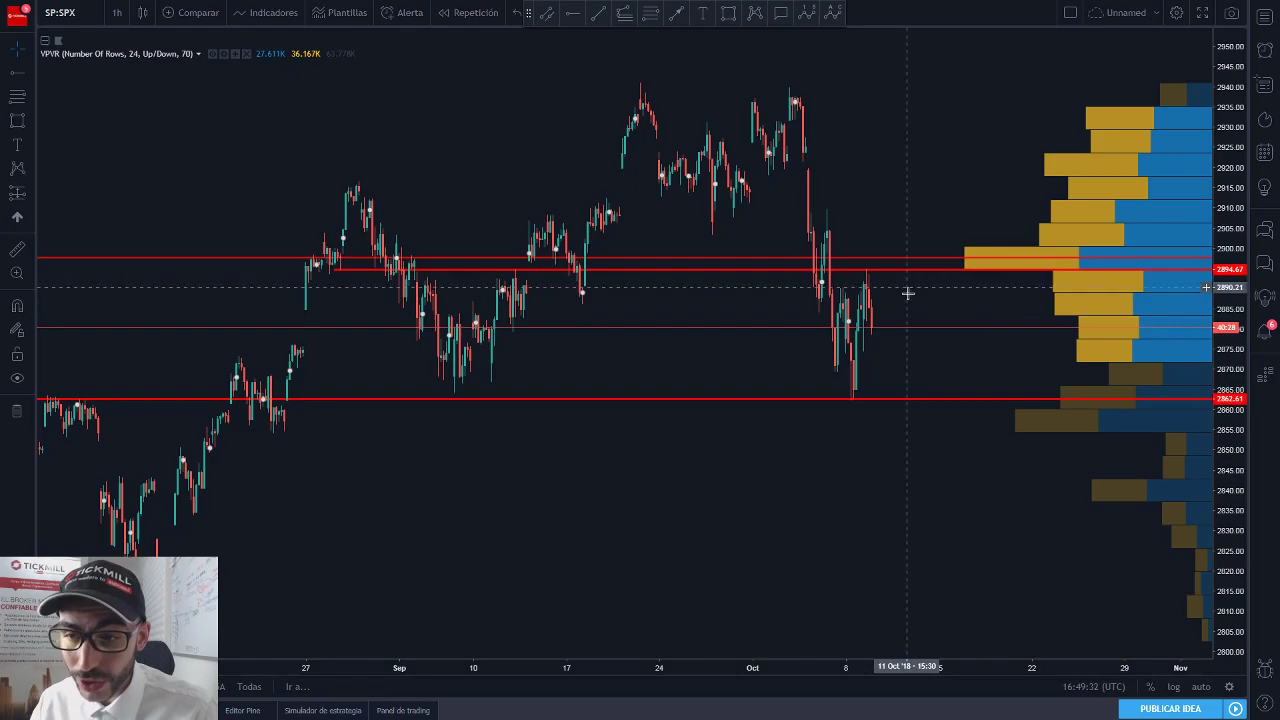 SP:SPX
1h
Comparar
Indicadores
Plantillas
Alerta
Repetición
Unnamed
VPVR (Number Of Rows, 24, Up/Down, 70)
27.611K
36.167K
63.778K
2950.00
2945.00
2940.00
2935.00
2930.00
2925.00
2920.00
2915.00
2910.00
2905.00
2900.00
2894.67
2890.21
2885.00
40:28
2875.00
2870.00
2865.00
2862.61
2860.00
2855.00
2850.00
2845.00
2840.00
2835.00
2830.00
2825.00
2820.00
2815.00
2810.00
2805.00
2800.00
27
Sep
10
17
24
Oct
8
11 Oct '18 - 15:30
22
29
Nov
Todas
Ir a...
16:49:32 (UTC)
%
log
auto
Editor Pine
Simulador de estrategia
Panel de trading
PUBLICAR IDEA
5
6
TICKMILL
EL BROKER
CONFIABLE